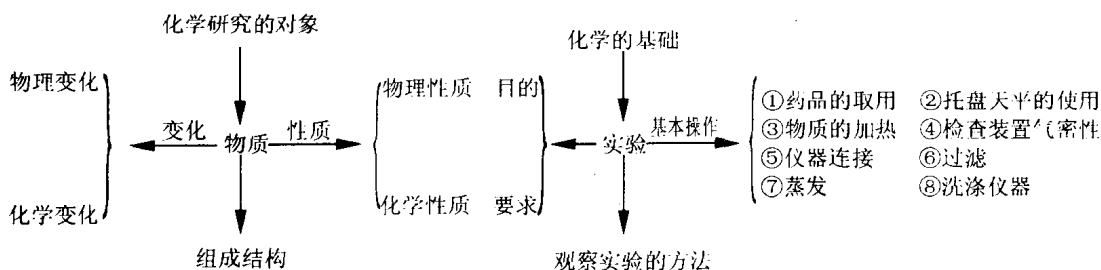 化学研究的对象
化学的基础
物理变化
物理性质 目的
①药品的取用 ②托盘天平的使用
变化 物质 性质
实验 基本操作
③物质的加热 ④检查装置气密性
⑤仪器连接 ⑥过滤
⑦蒸发 ⑧洗涤仪器
化学变化
化学性质 要求
组成结构
观察实验的方法